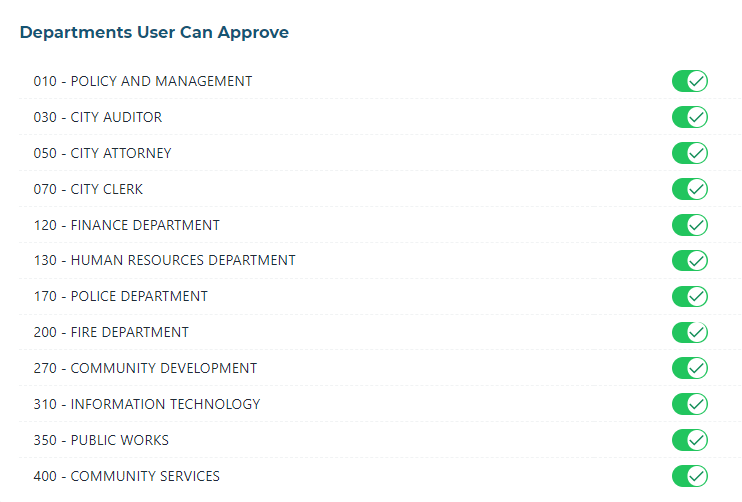 Departments User Can Approve
010 - POLICY AND MANAGEMENT
030 - CITY AUDITOR
050 - CITY ATTORNEY
070 - CITY CLERK
120 - FINANCE DEPARTMENT
130 - HUMAN RESOURCES DEPARTMENT
170 - POLICE DEPARTMENT
200 - FIRE DEPARTMENT
270 - COMMUNITY DEVELOPMENT
310 - INFORMATION TECHNOLOGY
350 - PUBLIC WORKS
400 - COMMUNITY SERVICES